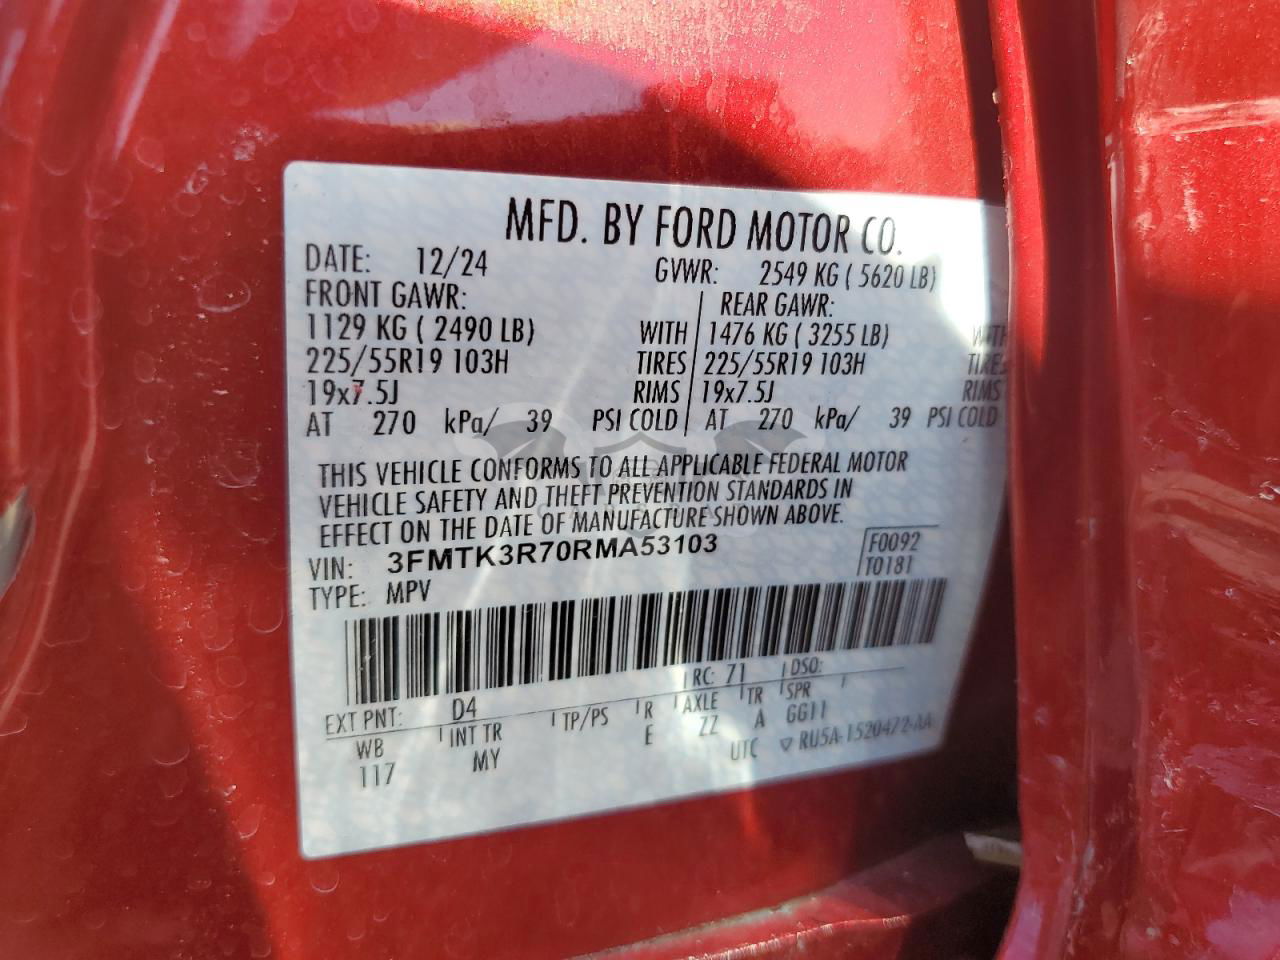 MFD. BY FORD MOTOR CO.
DATE: 12/24 GVWR: 2549 KG ( 5620 LB)
FRONT GAWR: REAR GAWR:
1129 KG ( 2490 LB) WITH 1476 KG ( 3255 LB) WITH
225/55R19 103H TIRES 225/55R19 103H TIRES
19x7.5J RIMS 19x7.5J RIMS
AT 270 kPa/ 39 PSI COLD AT 270 kPa/ 39 PSI COLD
THIS VEHICLE CONFORMS TO ALL APPLICABLE FEDERAL MOTOR
VEHICLE SAFETY AND THEFT PREVENTION STANDARDS IN
EFFECT ON THE DATE OF MANUFACTURE SHOWN ABOVE.
VIN: 3FMTK3R70RMA53103 F0092
TYPE: MPV T0181
EXT PNT: D4 RC: 71 DSO:
WB INT TR TP/PS R AXLE TR SPR
117 MY E ZZ A GG11
UTC ▽ RU5A-1520472-AA